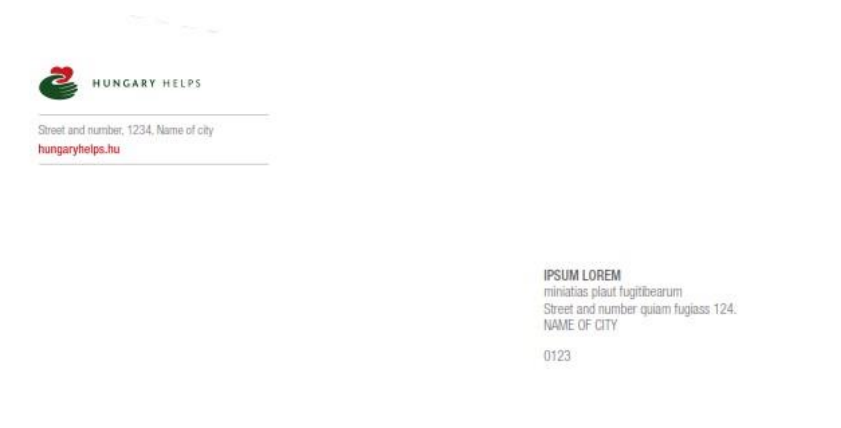 HUNGARY HELPS
Street and number, 1234, Name of city
hungaryhelps.hu
IPSUM LOREM
miniatias plaut fugitibearum
Street and number quiam fugiass 124.
NAME OF CITY
0123